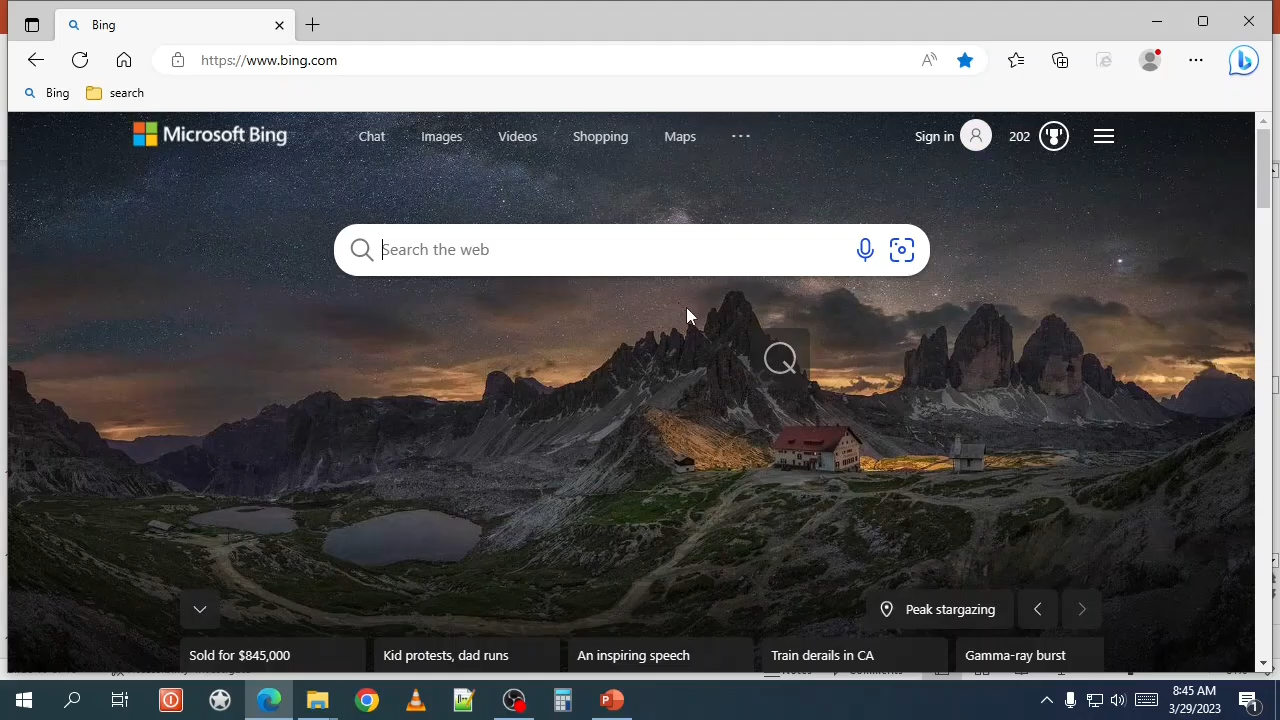 Bing
https://www.bing.com
Bing
search
Microsoft Bing
Chat
Images
Videos
Shopping
Maps
Sign in
202
Search the web
Peak stargazing
Sold for $845,000
Kid protests, dad runs
An inspiring speech
Train derails in CA
Gamma-ray burst
8:45 AM
3/29/2023
1